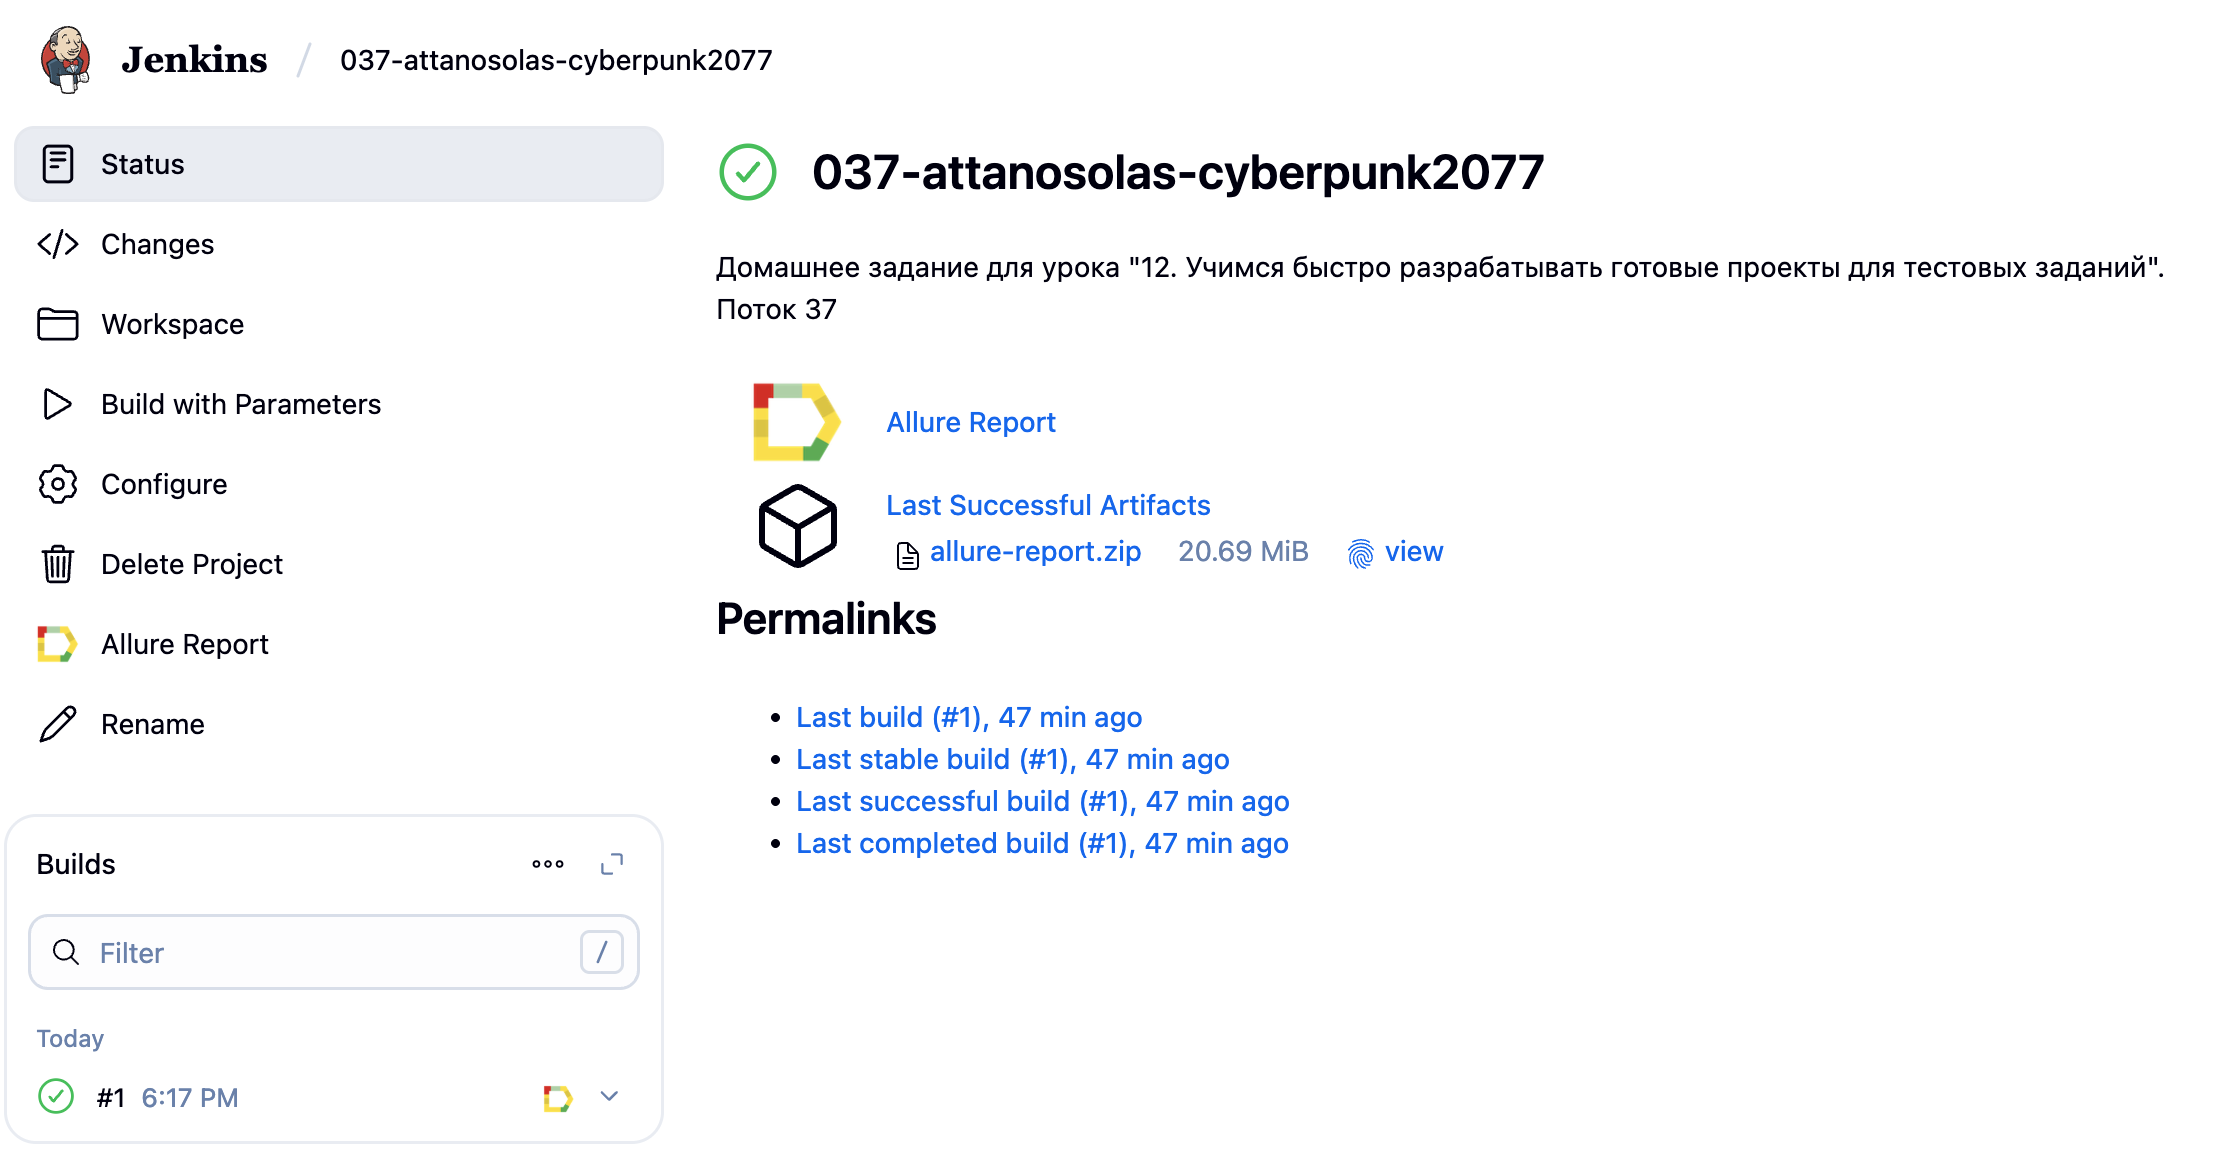 Jenkins / 037-attanosolas-cyberpunk2077
Status
Changes
Workspace
Build with Parameters
Configure
Delete Project
Allure Report
Rename
Builds
Filter /
Today
#1 6:17 PM
037-attanosolas-cyberpunk2077
Домашнее задание для урока "12. Учимся быстро разрабатывать готовые проекты для тестовых заданий".
Поток 37
Allure Report
Last Successful Artifacts
allure-report.zip 20.69 MiB view
Permalinks
Last build (#1), 47 min ago
Last stable build (#1), 47 min ago
Last successful build (#1), 47 min ago
Last completed build (#1), 47 min ago